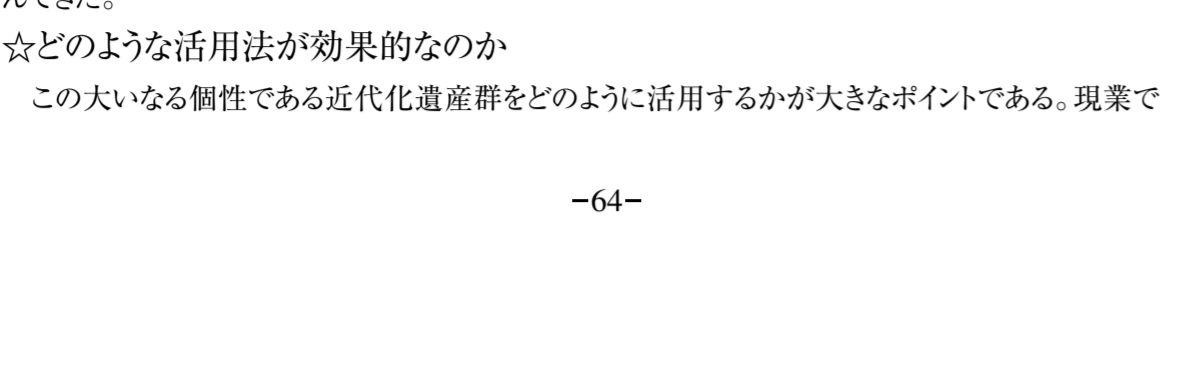 んできた。
☆どのような活用法が効果的なのか
この大いなる個性である近代化遺産群をどのように活用するかが大きなポイントである。現業で
−64−